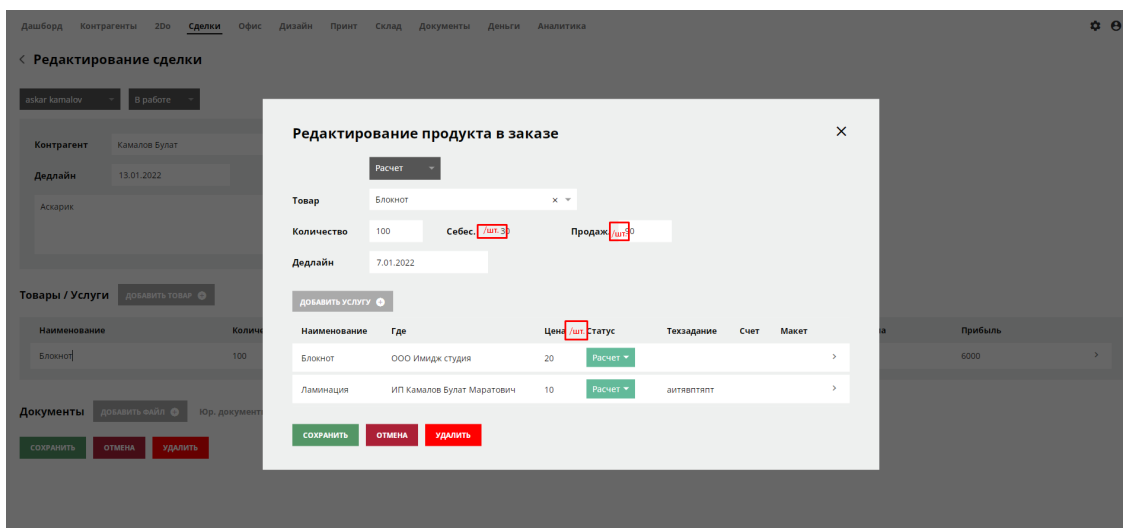 Дашборд Контрагенты 2Do Сделки Офис Дизайн Принт Склад Документы Деньги Аналитика
< Редактирование сделки
askar kamalov В работе
Контрагент Камалов Булат
Дедлайн 13.01.2022
Аскарик
Товары / Услуги ДОБАВИТЬ ТОВАР
Наименование Количе Прибыль
Блокнот 100 6000
Документы ДОБАВИТЬ ФАЙЛ Юр. документ
СОХРАНИТЬ ОТМЕНА УДАЛИТЬ
Редактирование продукта в заказе
Расчет
Товар Блокнот
Количество 100 Себес. /шт. 30 Продаж. /шт. 90
Дедлайн 7.01.2022
ДОБАВИТЬ УСЛУГУ
Наименование Где Цена /шт. Статус Техзадание Счет Макет
Блокнот ООО Имидж студия 20 Расчет
Ламинация ИП Камалов Булат Маратович 10 Расчет аитявптяпт
СОХРАНИТЬ ОТМЕНА УДАЛИТЬ